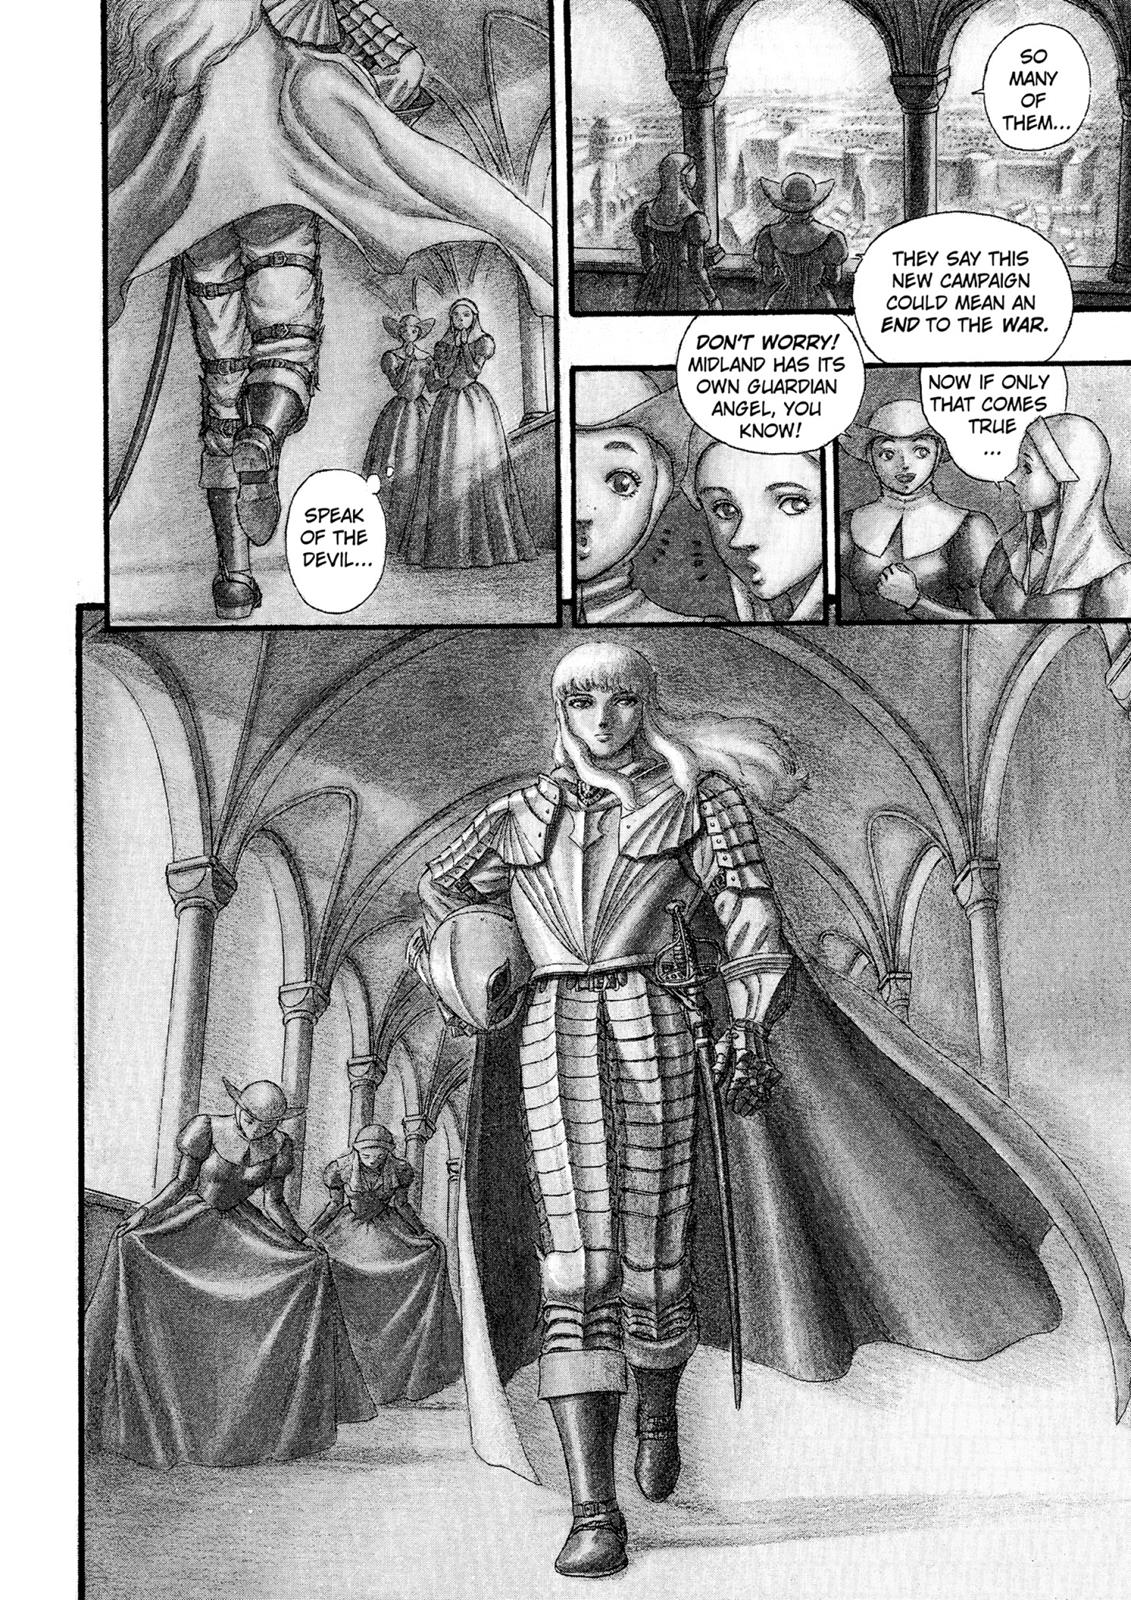 SO
MANY
OF
THEM...
THEY SAY THIS
NEW CAMPAIGN
COULD MEAN AN
END TO THE WAR.
NOW IF ONLY
THAT COMES
TRUE
...
DON'T WORRY!
MIDLAND HAS ITS
OWN GUARDIAN
ANGEL, YOU
KNOW!
SPEAK
OF THE
DEVIL...